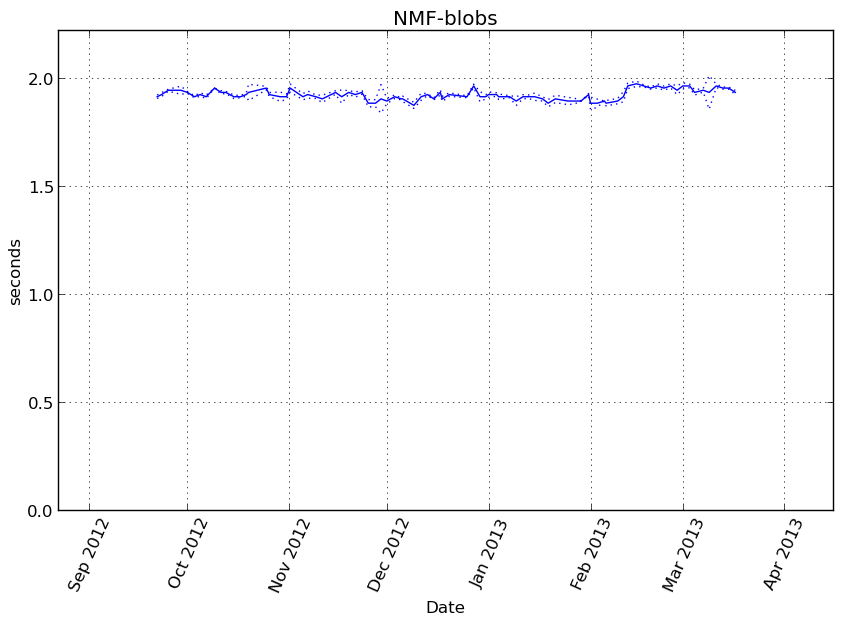 NMF-blobs
2.0
1.5
1.0
0.5
0.0
seconds
Sep 2012
Oct 2012
Nov 2012
Dec 2012
Jan 2013
Feb 2013
Mar 2013
Apr 2013
Date